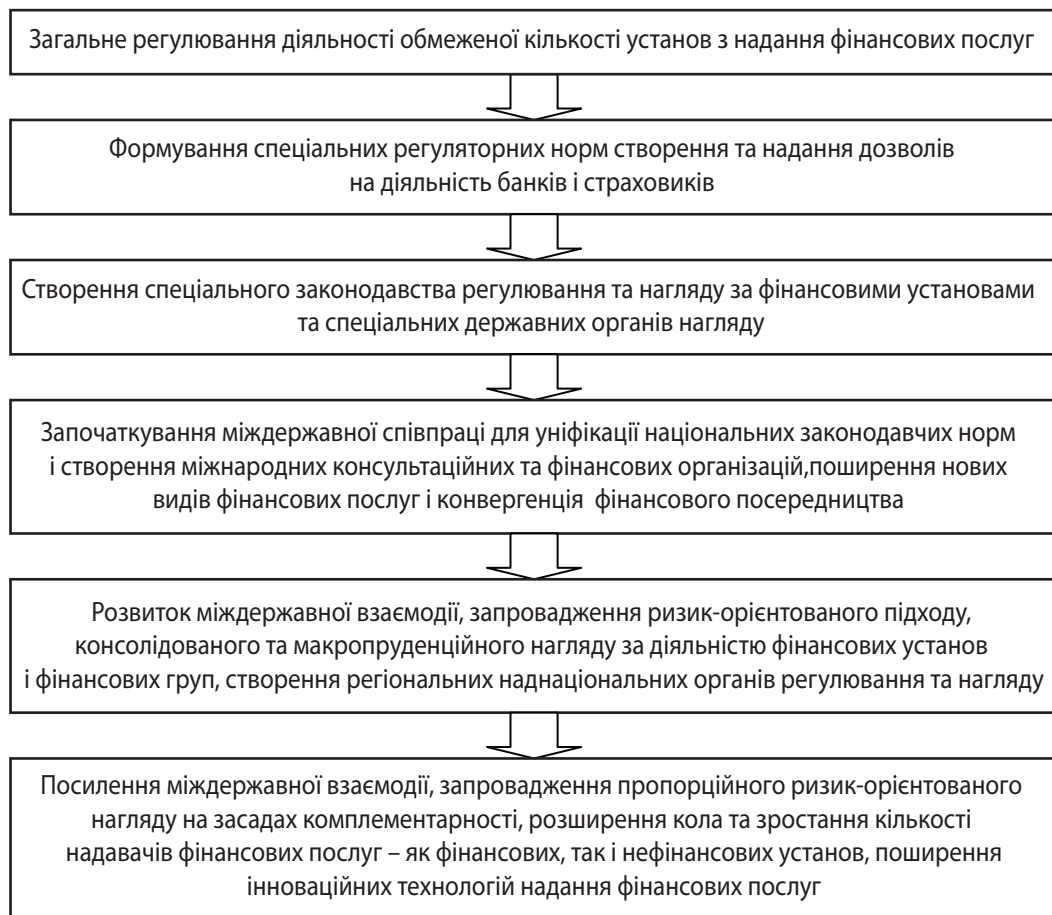 Загальне регулювання діяльності обмеженої кількості установ з надання фінансових послуг
Формування спеціальних регуляторних норм створення та надання дозволів
на діяльність банків і страховиків
Створення спеціального законодавства регулювання та нагляду за фінансовими установами
та спеціальних державних органів нагляду
Започаткування міждержавної співпраці для уніфікації національних законодавчих норм
і створення міжнародних консультаційних та фінансових організацій,поширення нових
видів фінансових послуг і конвергенція фінансового посередництва
Розвиток міждержавної взаємодії, запровадження ризик-орієнтованого підходу,
консолідованого та макропруденційного нагляду за діяльністю фінансових установ
і фінансових груп, створення регіональних наднаціональних органів регулювання та нагляду
Посилення міждержавної взаємодії, запровадження пропорційного ризик-орієнтованого
нагляду на засадах комплементарності, розширення кола та зростання кількості
надавачів фінансових послуг – як фінансових, так і нефінансових установ, поширення
інноваційних технологій надання фінансових послуг